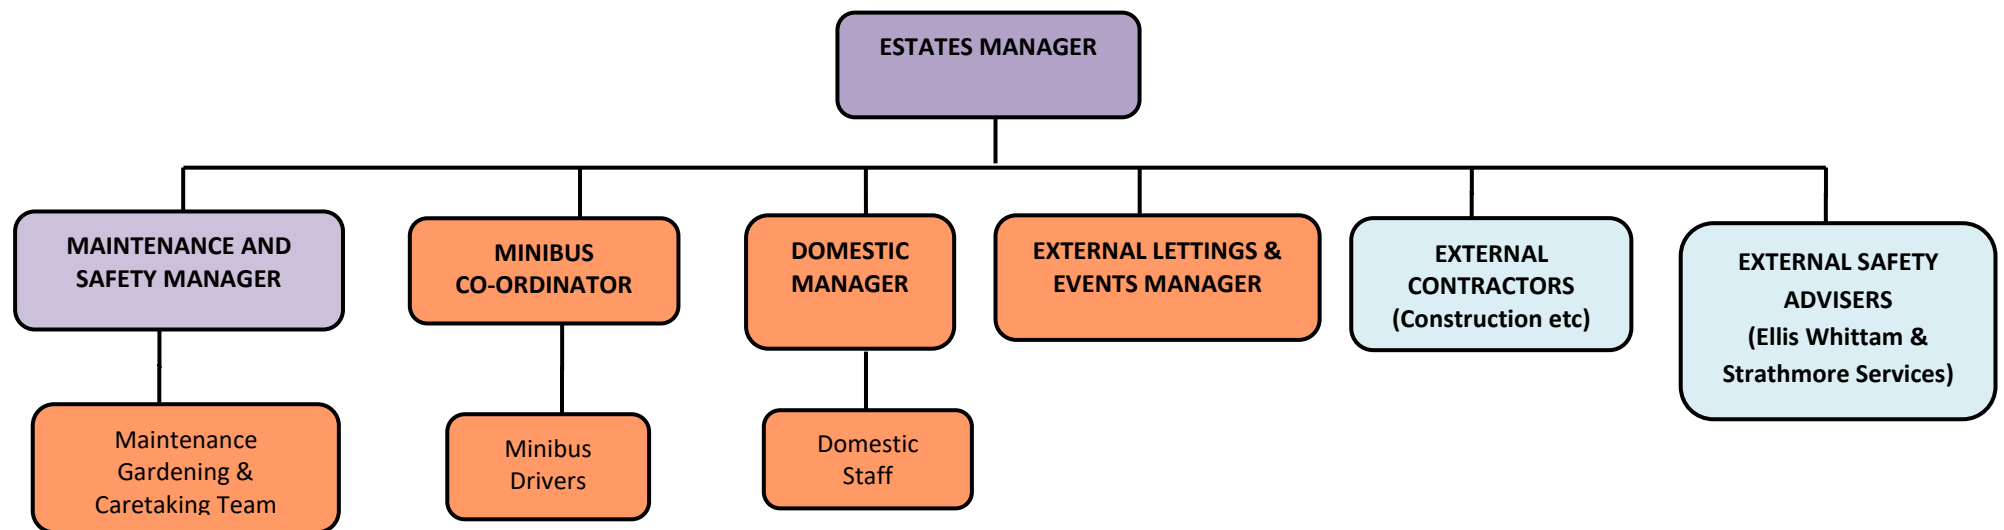 ESTATES MANAGER
MAINTENANCE AND
SAFETY MANAGER
MINIBUS
CO-ORDINATOR
DOMESTIC
MANAGER
EXTERNAL LETTINGS &
EVENTS MANAGER
EXTERNAL
CONTRACTORS
(Construction etc)
EXTERNAL SAFETY
ADVISERS
(Ellis Whittam &
Strathmore Services)
Maintenance
Gardening &
Caretaking Team
Minibus
Drivers
Domestic
Staff